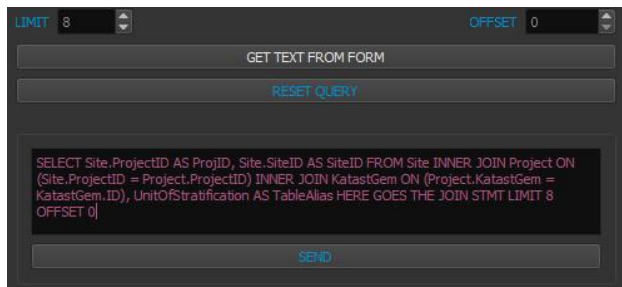 LIMIT 8 OFFSET 0
GET TEXT FROM FORM
RESET QUERY
SELECT Site.ProjectID AS ProjID, Site.SiteID AS SiteID FROM Site INNER JOIN Project ON
(Site.ProjectID = Project.ProjectID) INNER JOIN KatastGem ON (Project.KatastGem =
KatastGem.ID), UnitOfStratification AS TableAlias HERE GOES THE JOIN STMT LIMIT 8
OFFSET 0
SEND